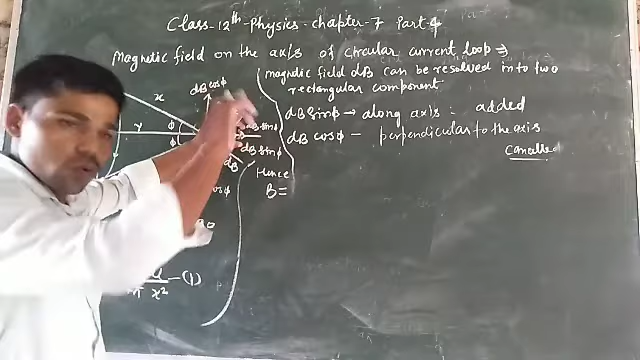 Class-12th-Physics-chapter-7 Part-4
Magnetic field on the axis of circular current loop ⇒
magnetic field dB can be resolved in to two
rectangular component
dB sinϕ → along axis - added
dB cosϕ - perpendicular to the axis
cancelled
Hence
B=
dB cosϕ
x
r
ϕ
ϕ
dB sinϕ
dB sinϕ
dB
cosϕ
x² -(1)